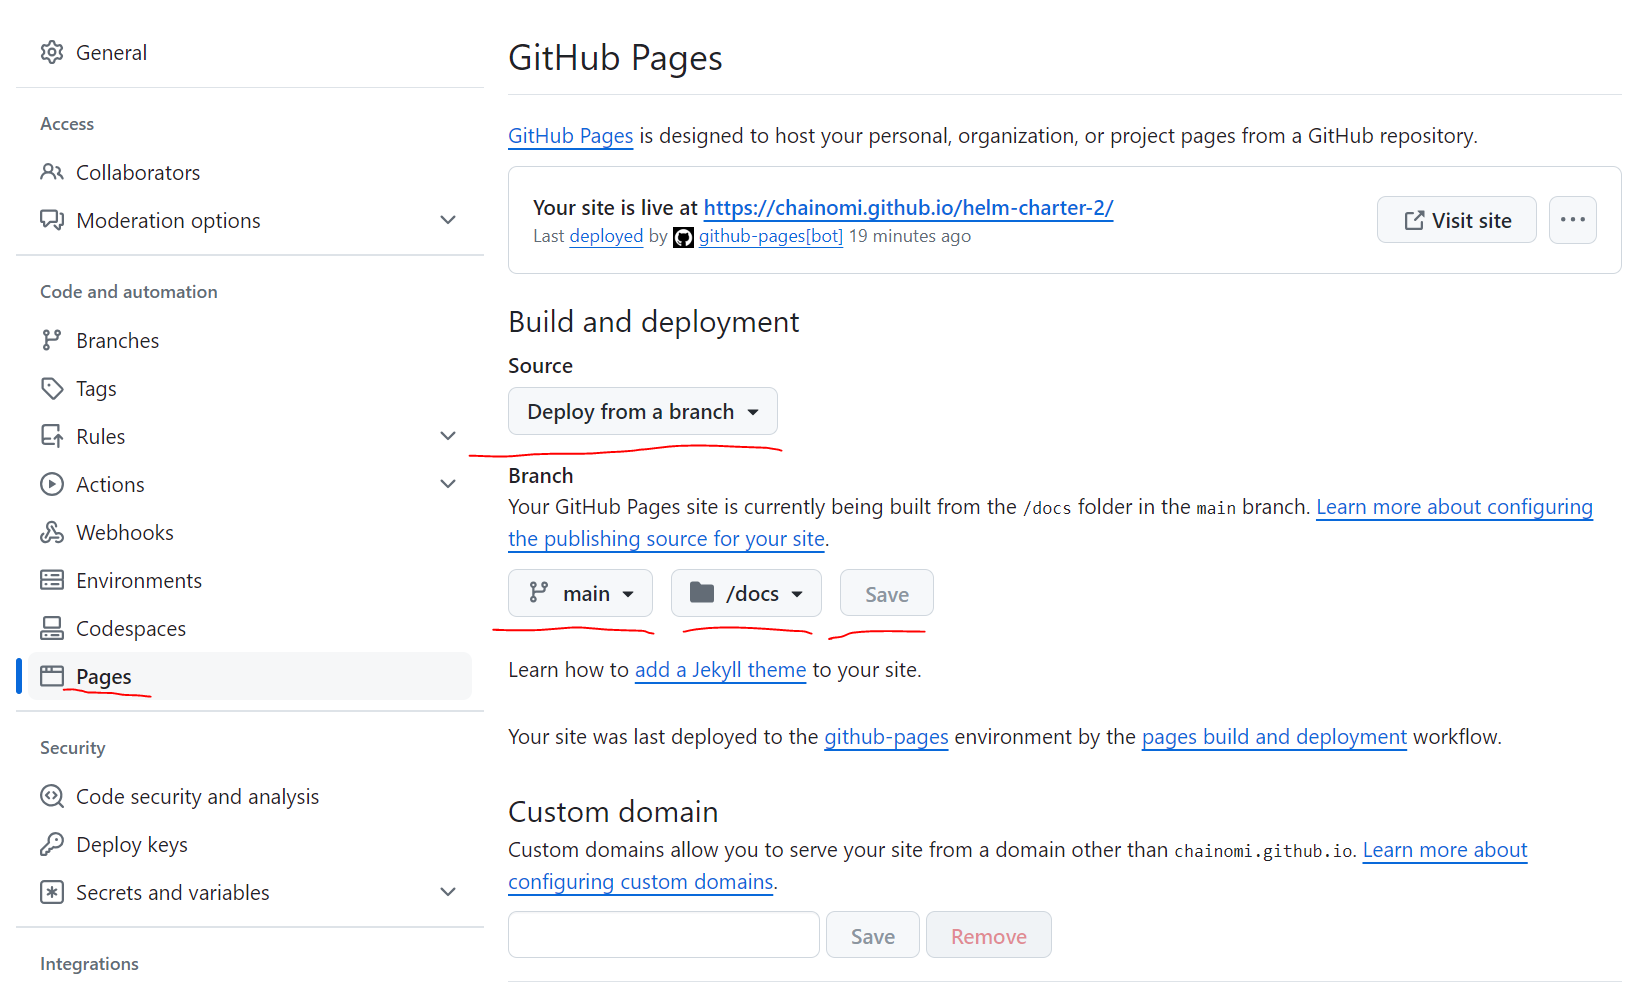 General
Access
Collaborators
Moderation options
Code and automation
Branches
Tags
Rules
Actions
Webhooks
Environments
Codespaces
Pages
Security
Code security and analysis
Deploy keys
Secrets and variables
Integrations
GitHub Pages
GitHub Pages is designed to host your personal, organization, or project pages from a GitHub repository.
Your site is live at https://chainomi.github.io/helm-charter-2/
Last deployed by github-pages[bot] 19 minutes ago
Visit site
Build and deployment
Source
Deploy from a branch
Branch
Your GitHub Pages site is currently being built from the /docs folder in the main branch. Learn more about configuring
the publishing source for your site.
main /docs Save
Learn how to add a Jekyll theme to your site.
Your site was last deployed to the github-pages environment by the pages build and deployment workflow.
Custom domain
Custom domains allow you to serve your site from a domain other than chainomi.github.io. Learn more about
configuring custom domains.
Save Remove